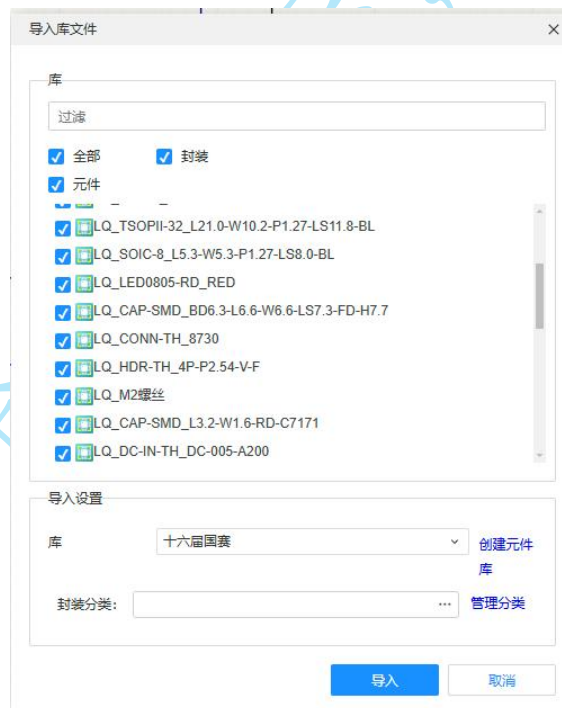 导入库文件
库
过滤
全部 封装
元件
LQ_TSOPII-32_L21.0-W10.2-P1.27-LS11.8-BL
LQ_SOIC-8_L5.3-W5.3-P1.27-LS8.0-BL
LQ_LED0805-RD_RED
LQ_CAP-SMD_BD6.3-L6.6-W6.6-LS7.3-FD-H7.7
LQ_CONN-TH_8730
LQ_HDR-TH_4P-P2.54-V-F
LQ_M2螺丝
LQ_CAP-SMD_L3.2-W1.6-RD-C7171
LQ_DC-IN-TH_DC-005-A200
导入设置
库 十六届国赛 创建元件
库
封装分类: ... 管理分类
导入 取消